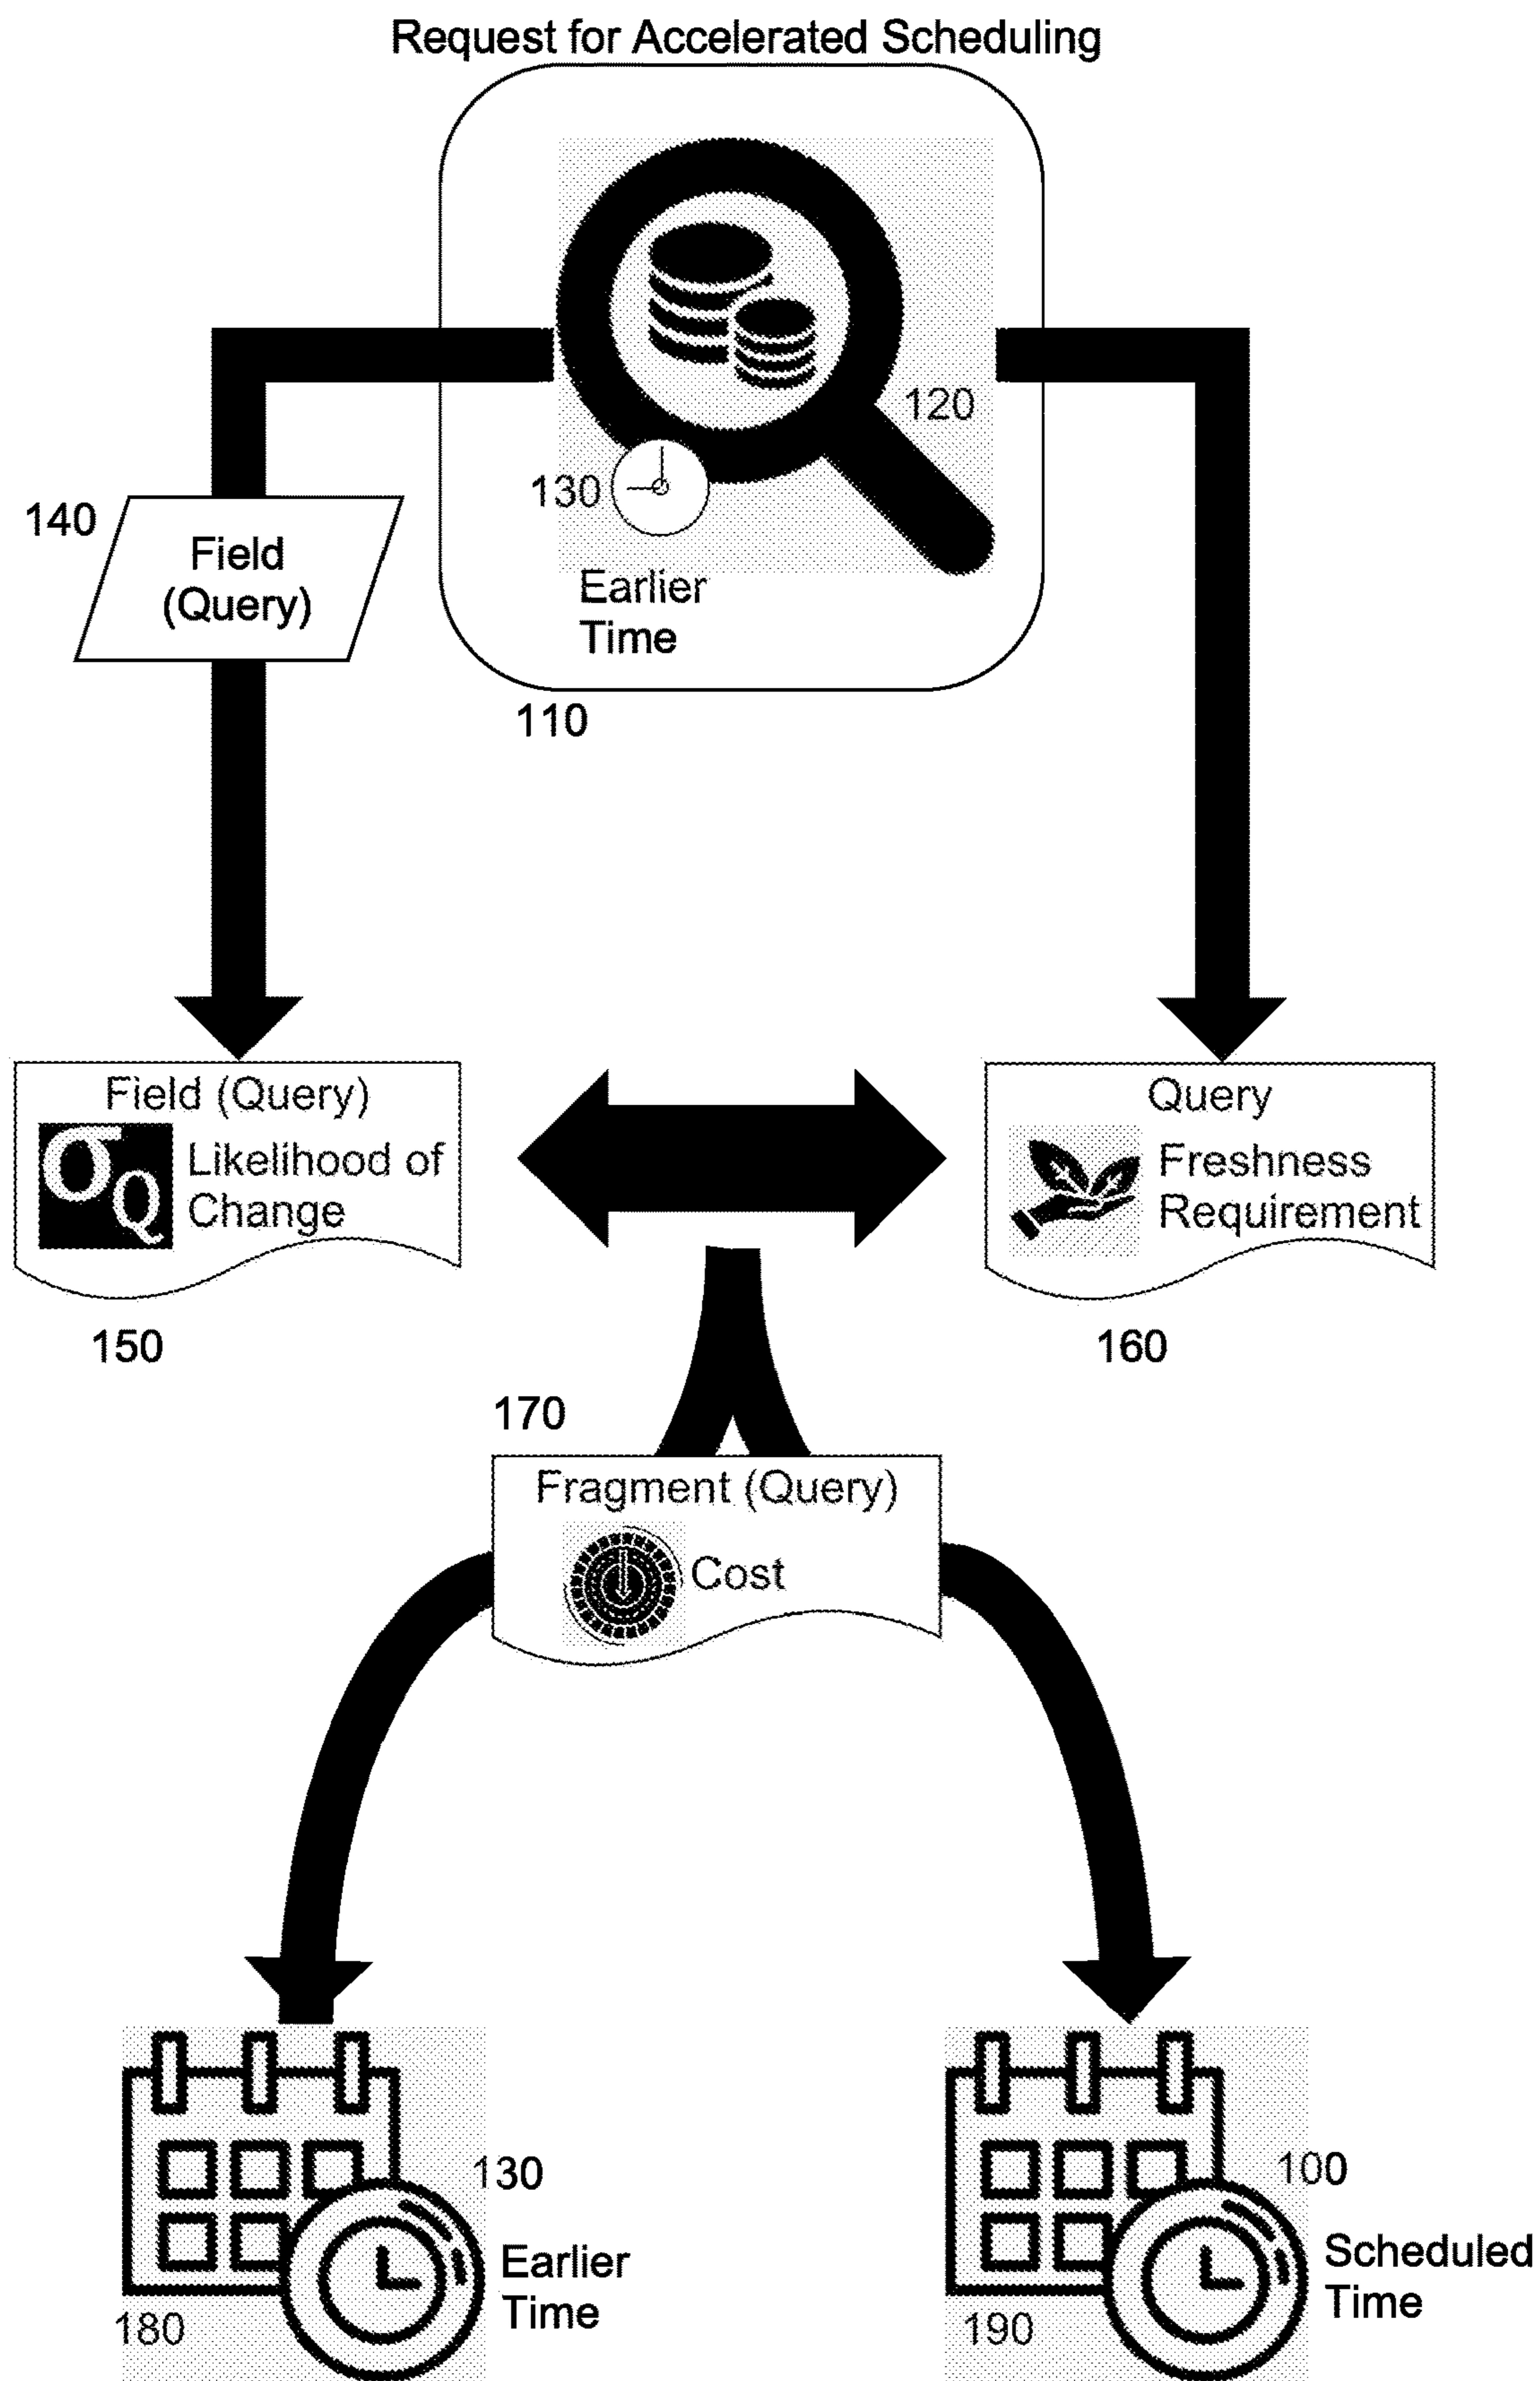 Request for Accelerated Scheduling
120
130
Earlier
Time
110
140
Field
(Query)
Field (Query)
σQ
Likelihood of
Change
150
Query
Freshness
Requirement
160
170
Fragment (Query)
Cost
130
Earlier
Time
180
100
Scheduled
Time
190